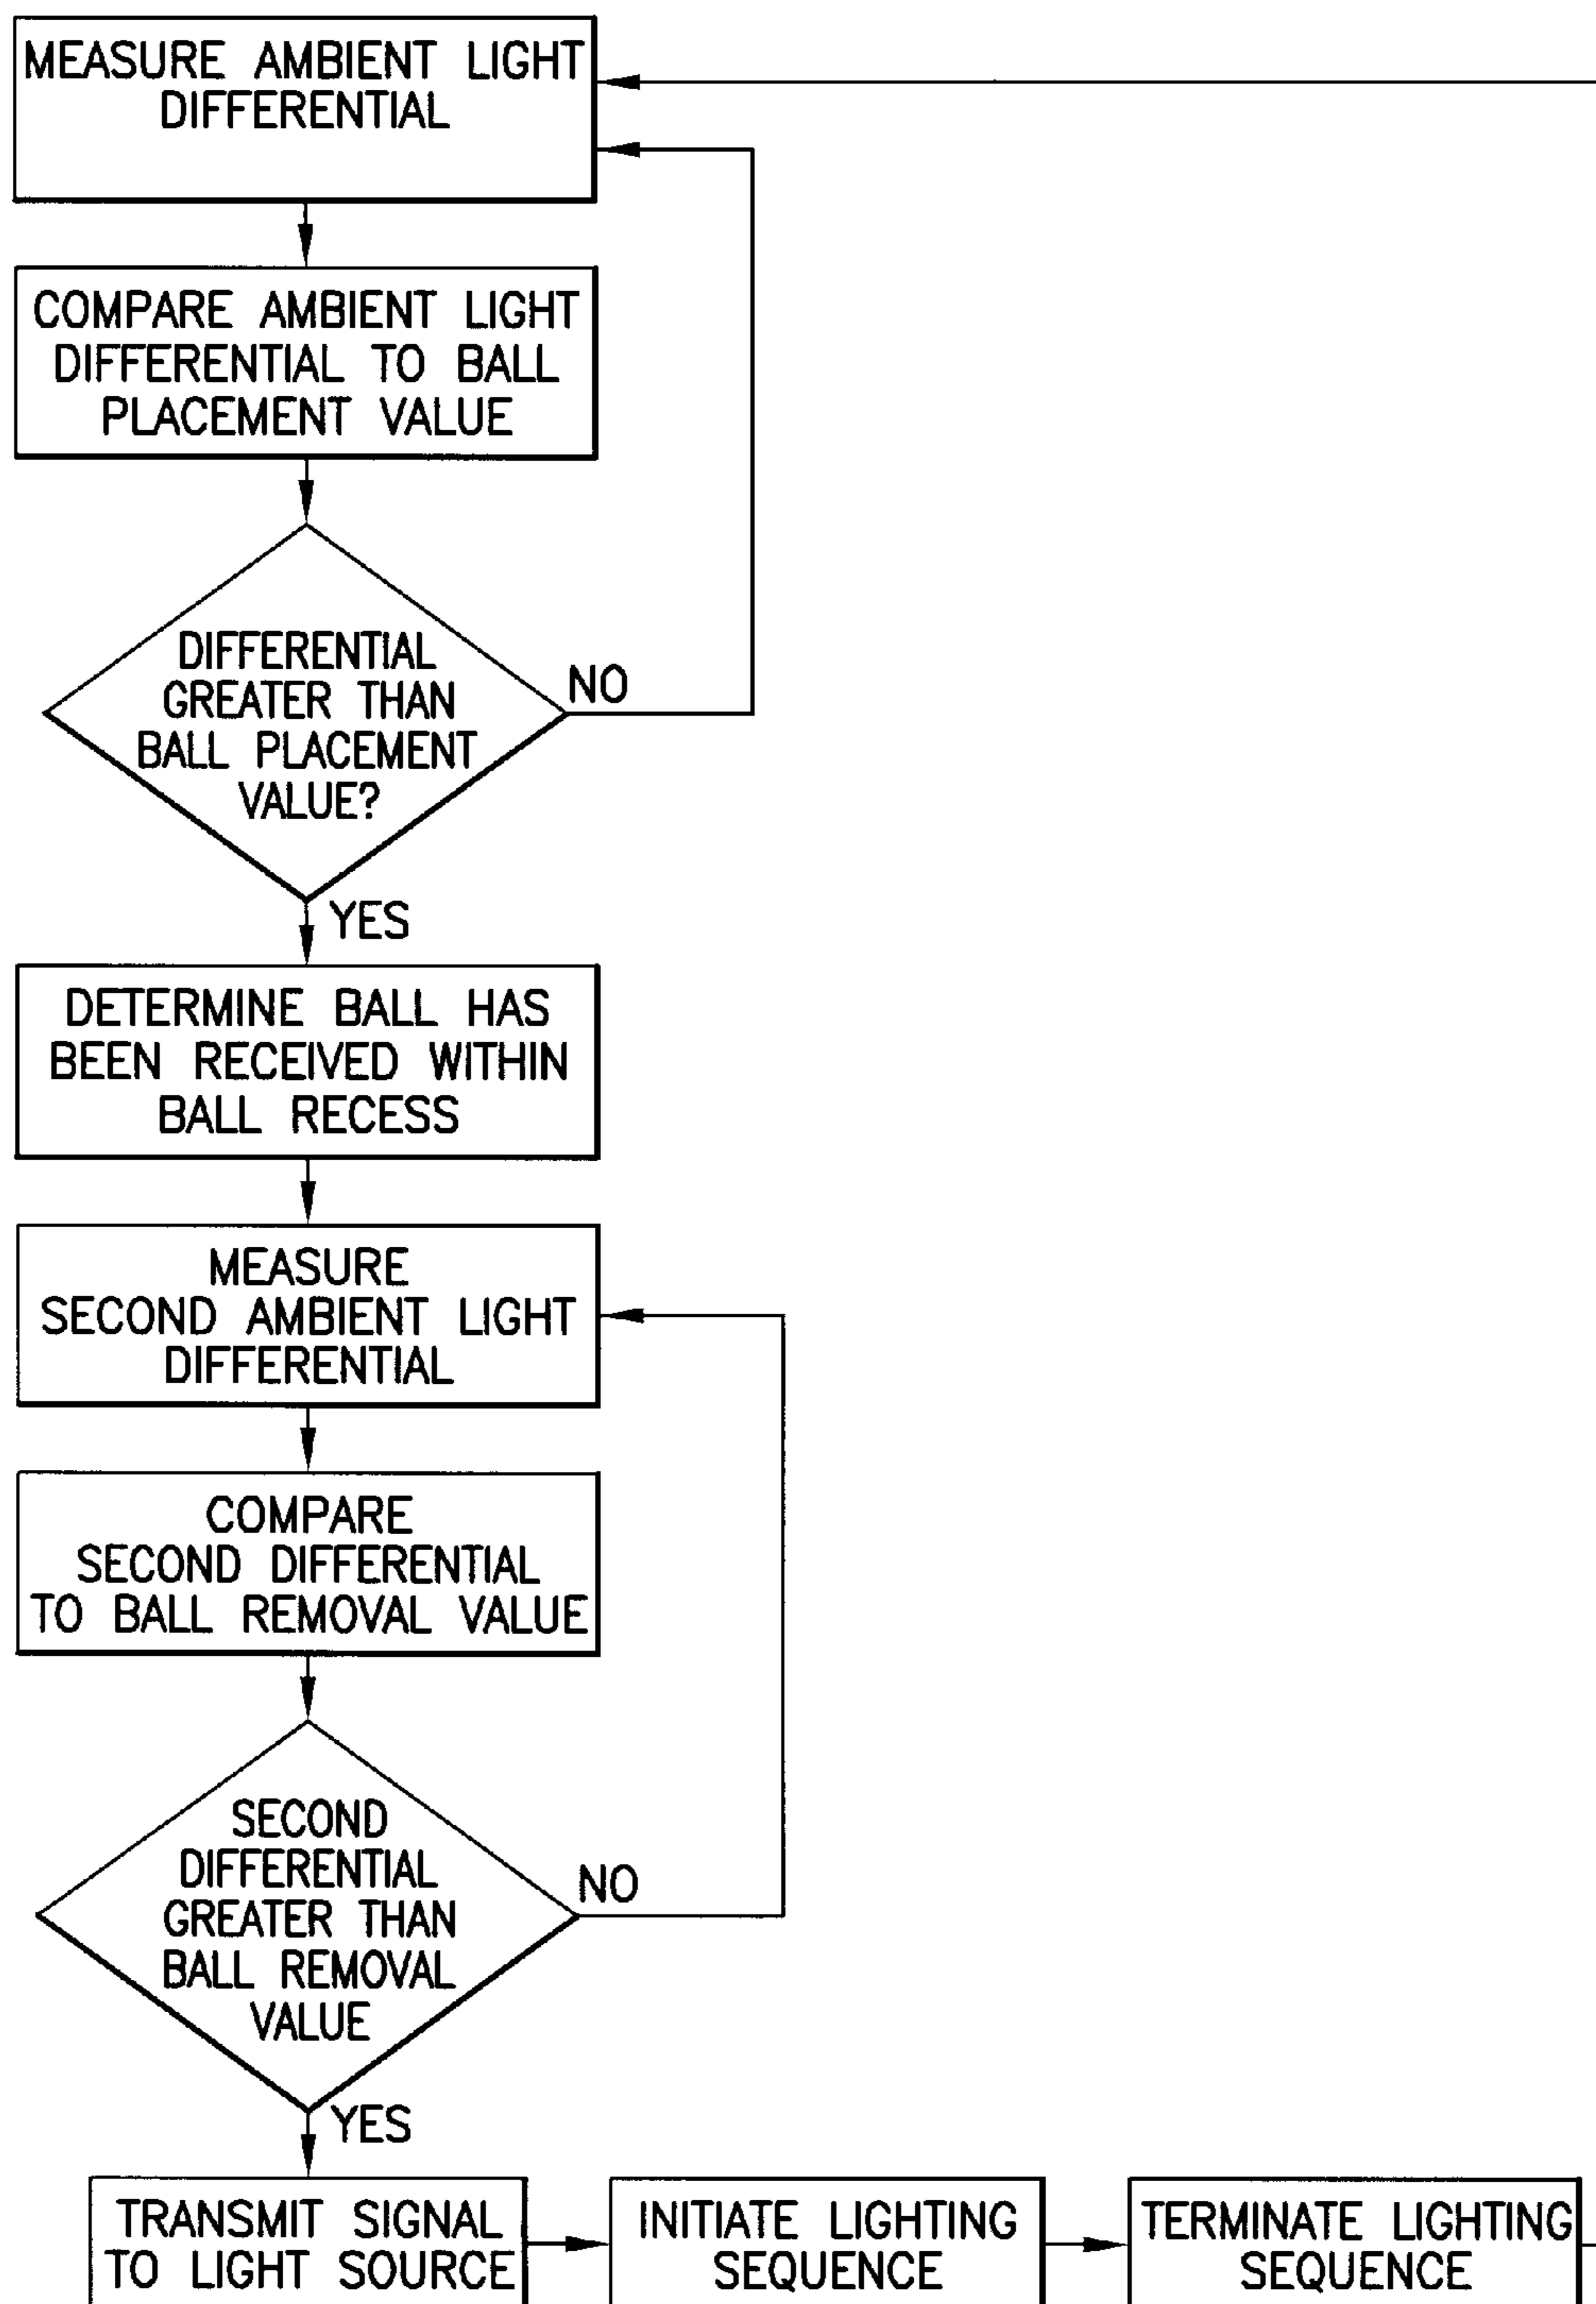 MEASURE AMBIENT LIGHT
DIFFERENTIAL
COMPARE AMBIENT LIGHT
DIFFERENTIAL TO BALL
PLACEMENT VALUE
DIFFERENTIAL
GREATER THAN
BALL PLACEMENT
VALUE?
NO
YES
DETERMINE BALL HAS
BEEN RECEIVED WITHIN
BALL RECESS
MEASURE
SECOND AMBIENT LIGHT
DIFFERENTIAL
COMPARE
SECOND DIFFERENTIAL
TO BALL REMOVAL VALUE
SECOND
DIFFERENTIAL
GREATER THAN
BALL REMOVAL
VALUE
NO
YES
TRANSMIT SIGNAL
TO LIGHT SOURCE
INITIATE LIGHTING
SEQUENCE
TERMINATE LIGHTING
SEQUENCE